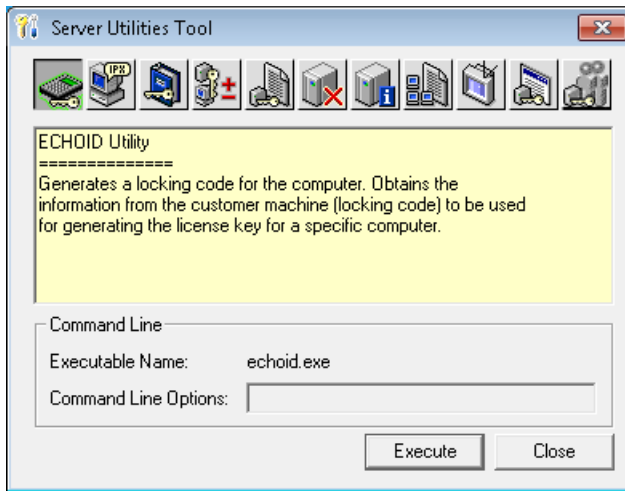 Server Utilities Tool
IPX
ECHOID Utility
==============
Generates a locking code for the computer. Obtains the
information from the customer machine (locking code) to be used
for generating the license key for a specific computer.
Command Line
Executable Name: echoid.exe
Command Line Options:
Execute Close